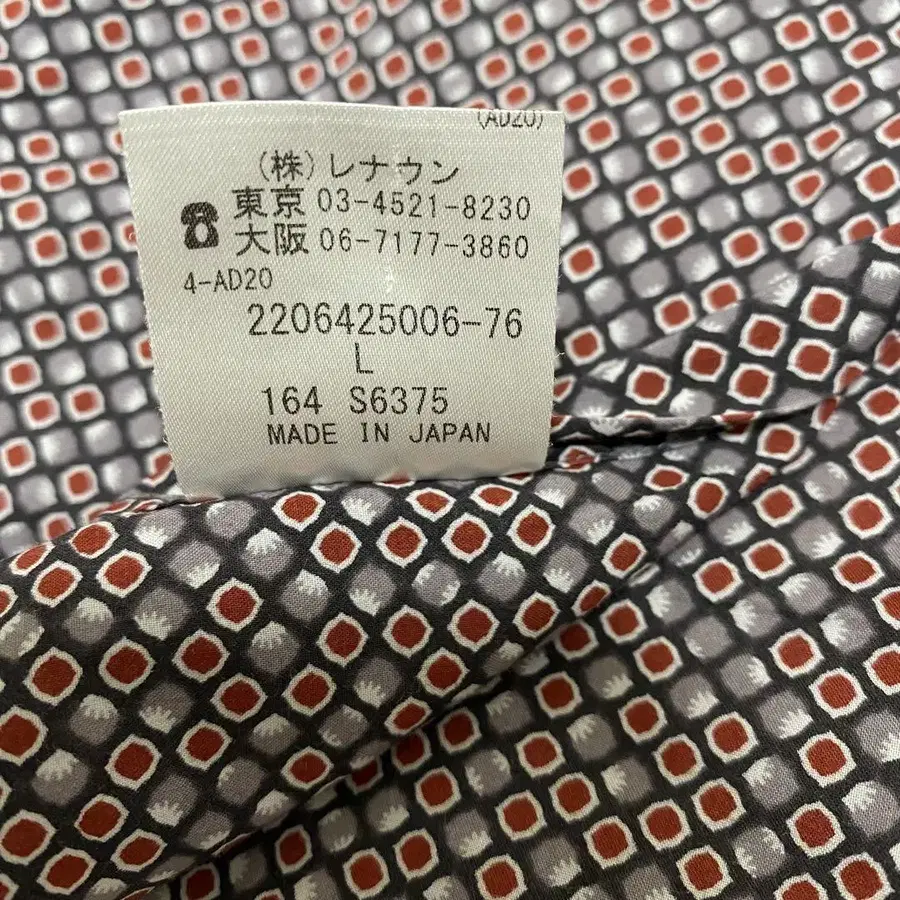 (AD20)
(株)レナウン
東京 03-4521-8230
大阪 06-7177-3860
4-AD20
2206425006-76
L
164 S6375
MADE IN JAPAN